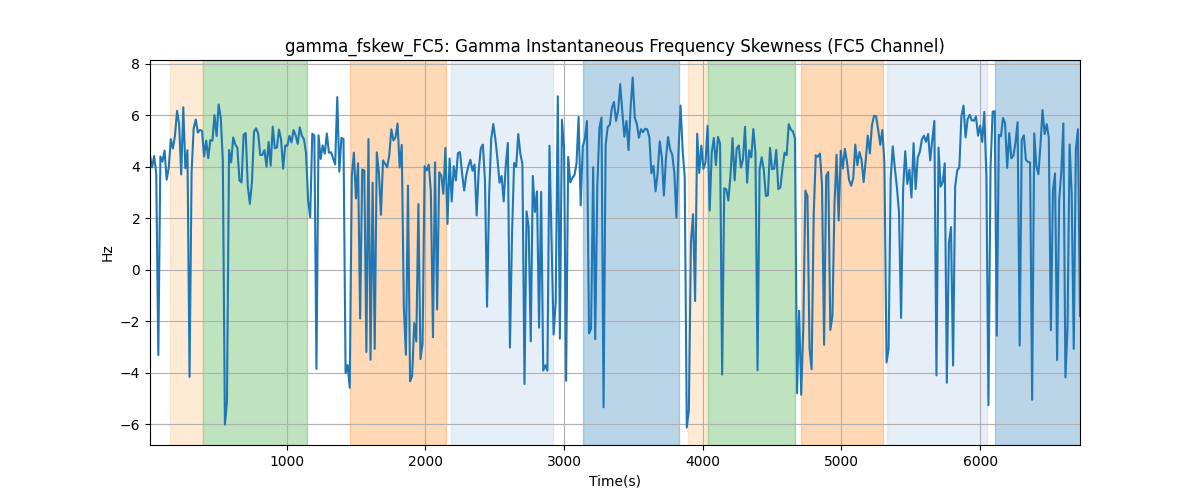 gamma_fskew_FC5: Gamma Instantaneous Frequency Skewness (FC5 Channel)
8
6
4
2
0
−2
−4
−6
Hz
1000 2000 3000 4000 5000 6000
Time(s)